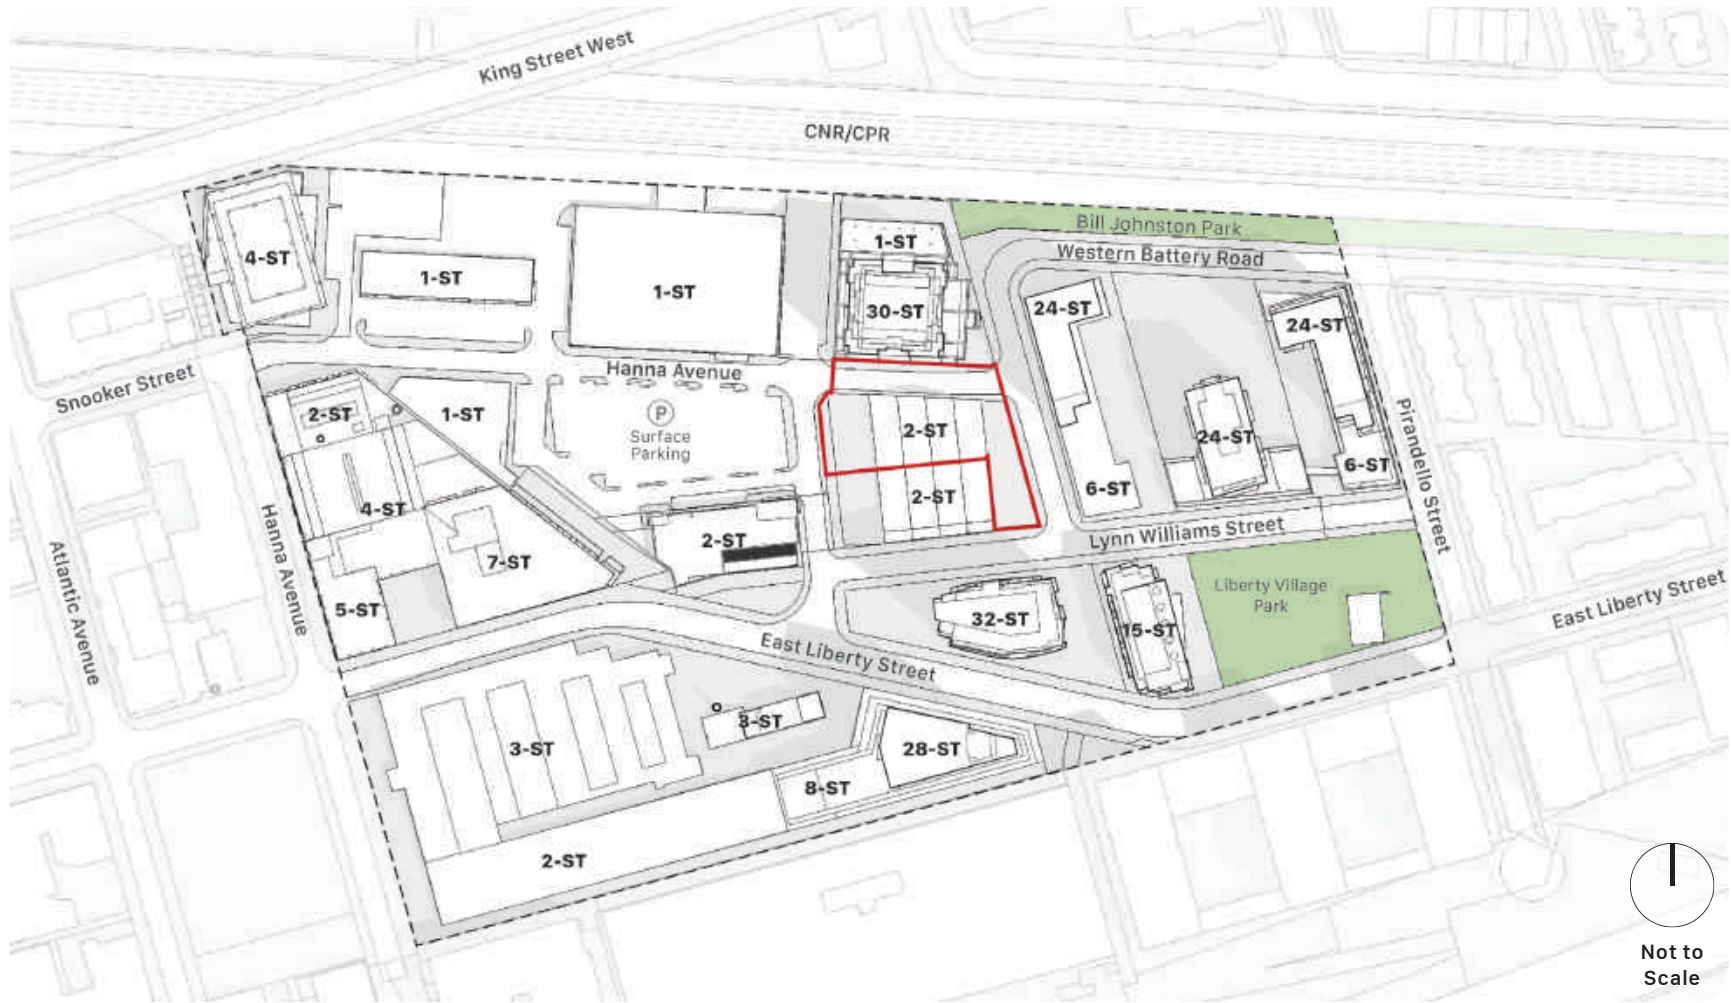 King Street West
CNR/CPR
Bill Johnston Park
Western Battery Road
4-ST
1-ST
1-ST
1-ST
30-ST
24-ST
24-ST
Hanna Avenue
Snooker Street
P
Surface
Parking
2-ST
1-ST
2-ST
24-ST
6-ST
Pirandello Street
2-ST
6-ST
4-ST
Hanna Avenue
Lynn Williams Street
2-ST
7-ST
Atlantic Avenue
5-ST
Liberty Village
Park
32-ST
15-ST
East Liberty Street
East Liberty Street
3-ST
3-ST
28-ST
8-ST
2-ST
Not to
Scale